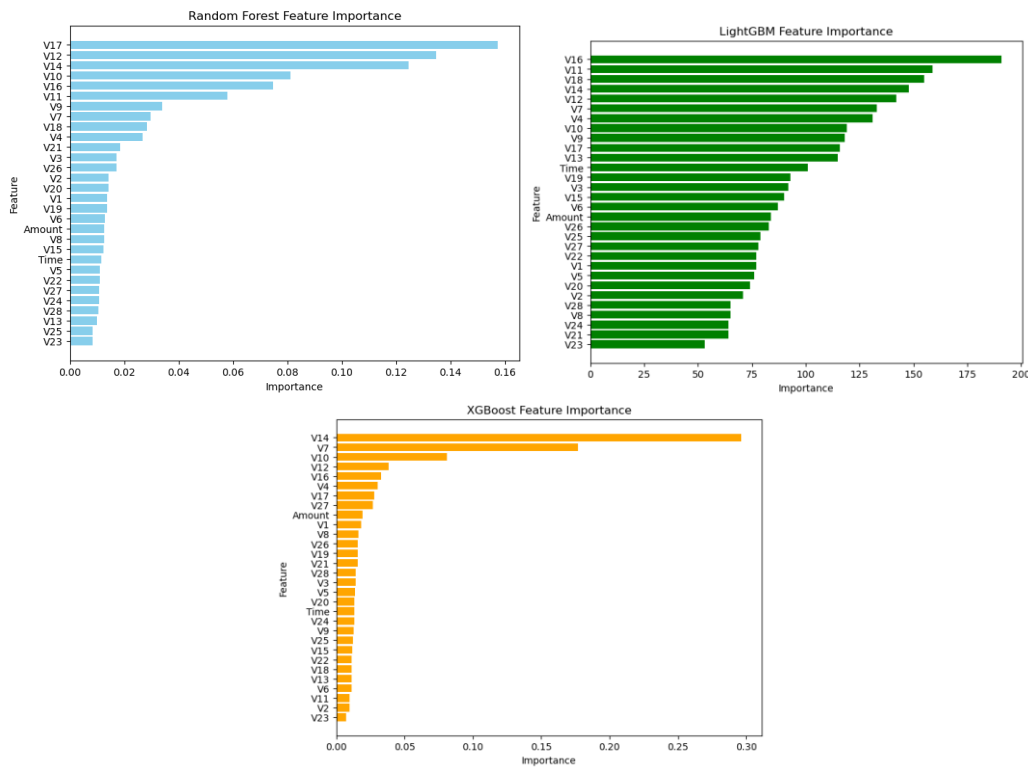 Random Forest Feature Importance
V17
V12
V14
V10
V16
V11
V9
V7
V18
V4
V21
V3
V26
V2
V20
V1
V19
V6
Amount
V8
V15
Time
V5
V22
V27
V24
V28
V13
V25
V23
Feature
0.00 0.02 0.04 0.06 0.08 0.10 0.12 0.14 0.16
Importance
LightGBM Feature Importance
V16
V11
V18
V14
V12
V7
V4
V10
V9
V17
V13
Time
V19
V3
V15
V6
Amount
V26
V25
V27
V22
V1
V5
V20
V2
V28
V8
V24
V21
V23
Feature
0 25 50 75 100 125 150 175 200
Importance
XGBoost Feature Importance
V14
V7
V10
V12
V16
V4
V17
V27
Amount
V1
V8
V26
V19
V21
V28
V3
V5
V20
Time
V24
V9
V25
V15
V22
V18
V13
V6
V11
V2
V23
Feature
0.00 0.05 0.10 0.15 0.20 0.25 0.30
Importance